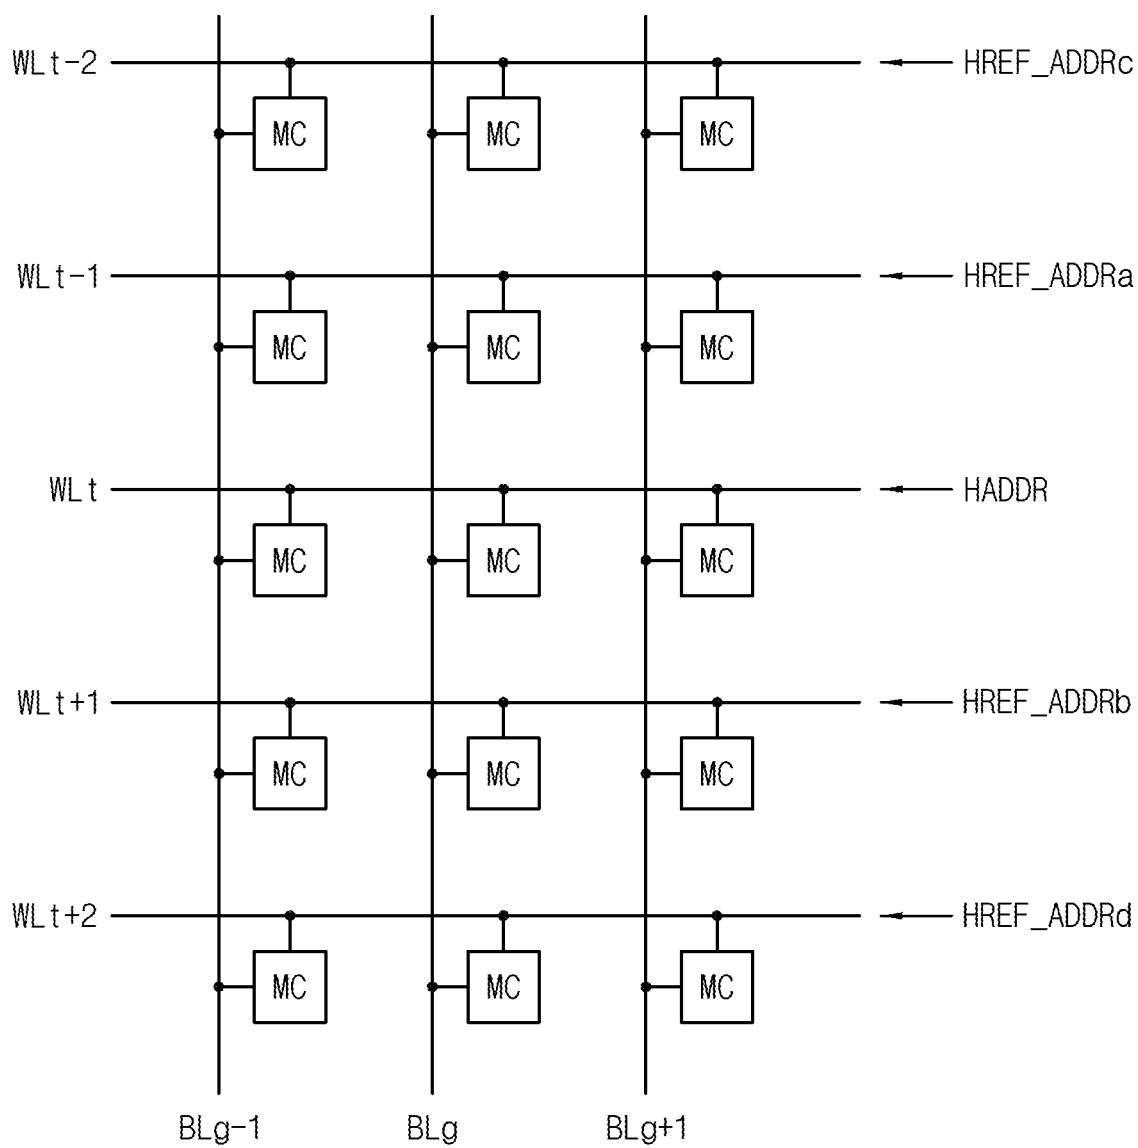 WLt-2 HREF_ADDRc
MC MC MC
WLt-1 HREF_ADDRa
MC MC MC
WLt HADDR
MC MC MC
WLt+1 HREF_ADDRb
MC MC MC
WLt+2 HREF_ADDRd
MC MC MC
BLg-1 BLg BLg+1